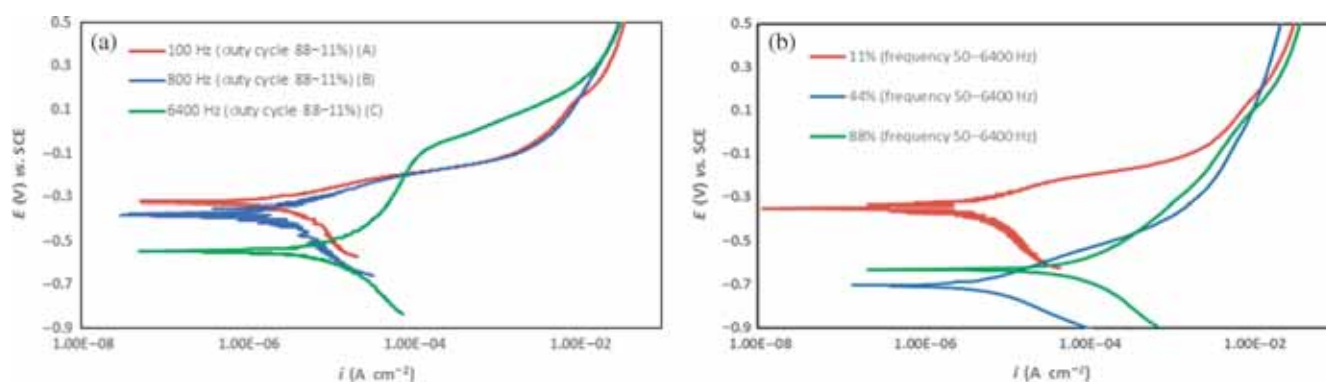 (a)
100 Hz (duty cycle 88–11%) (A)
800 Hz (duty cycle 88–11%) (B)
6400 Hz (duty cycle 88–11%) (C)
E (V) vs. SCE
0.5
0.3
0.1
−0.1
−0.3
−0.5
−0.7
−0.9
1.00E−08
1.00E−06
1.00E−04
1.00E−02
i (A cm−2)
(b)
11% (frequency 50–6400 Hz)
44% (frequency 50–6400 Hz)
88% (frequency 50–6400 Hz)
E (V) vs. SCE
0.5
0.3
0.1
−0.1
−0.3
−0.5
−0.7
−0.9
1.00E−08
1.00E−06
1.00E−04
1.00E−02
i (A cm−2)